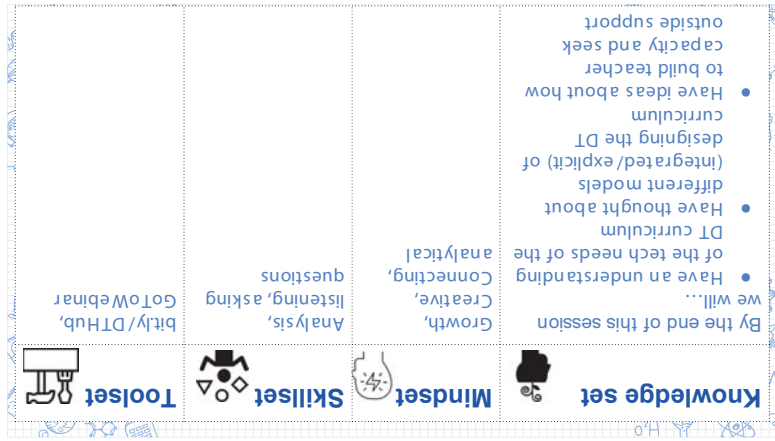 Knowledge set
Mindset
Skillset
Toolset
By the end of this session
we will...
• Have an understanding
of the tech needs of the
DT curriculum
• Have thought about
different models
(integrated/explicit) of
designing the DT
curriculum
• Have ideas about how
to build teacher
capacity and seek
outside support
Growth,
Creative,
Connecting,
analytical
Analysis,
listening, asking
questions
bit.ly/DTHub,
GoToWebinar
H₂O